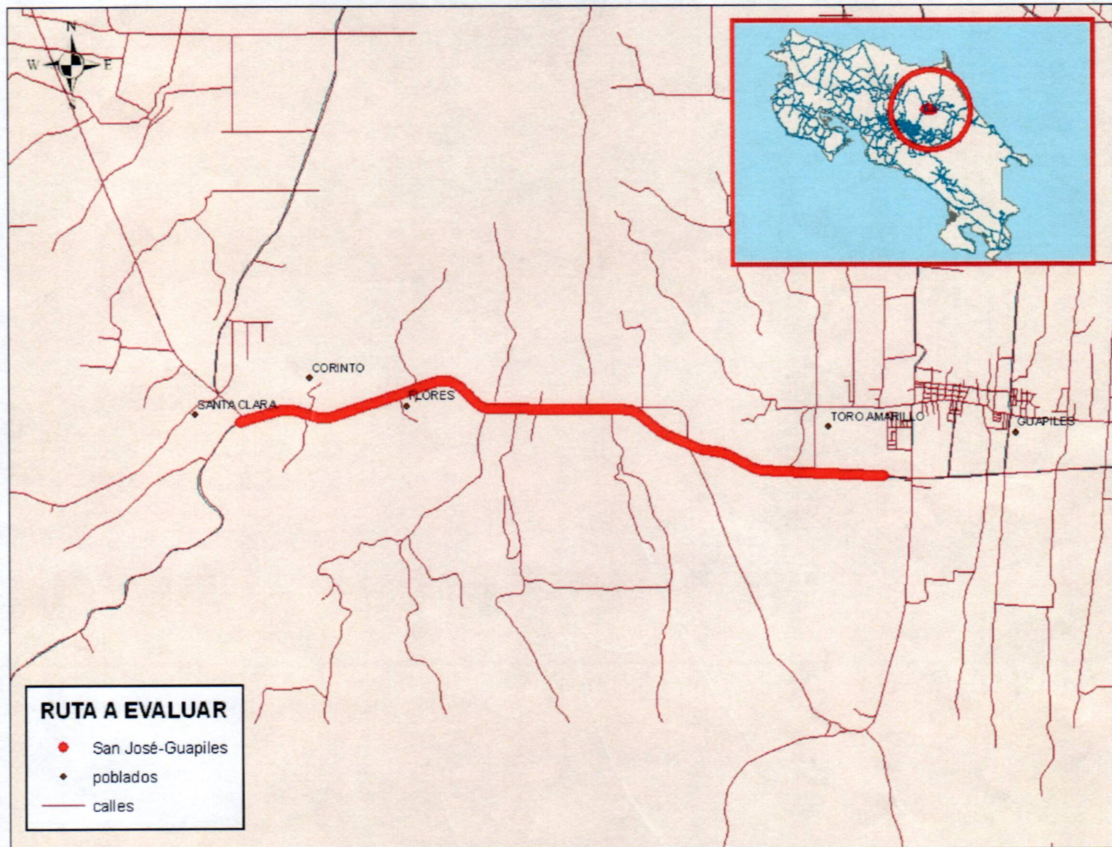 N
W E
S
CORINTO
SANTA CLARA
FLORES
TORO AMARILLO
GUAPILES
RUTA A EVALUAR
San José-Guapiles
poblados
calles